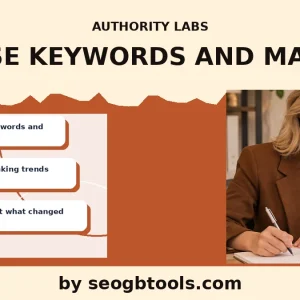 AUTHORITY LABS
SE KEYWORDS AND MA
words and
king trends
t what changed
by seogbtools.com